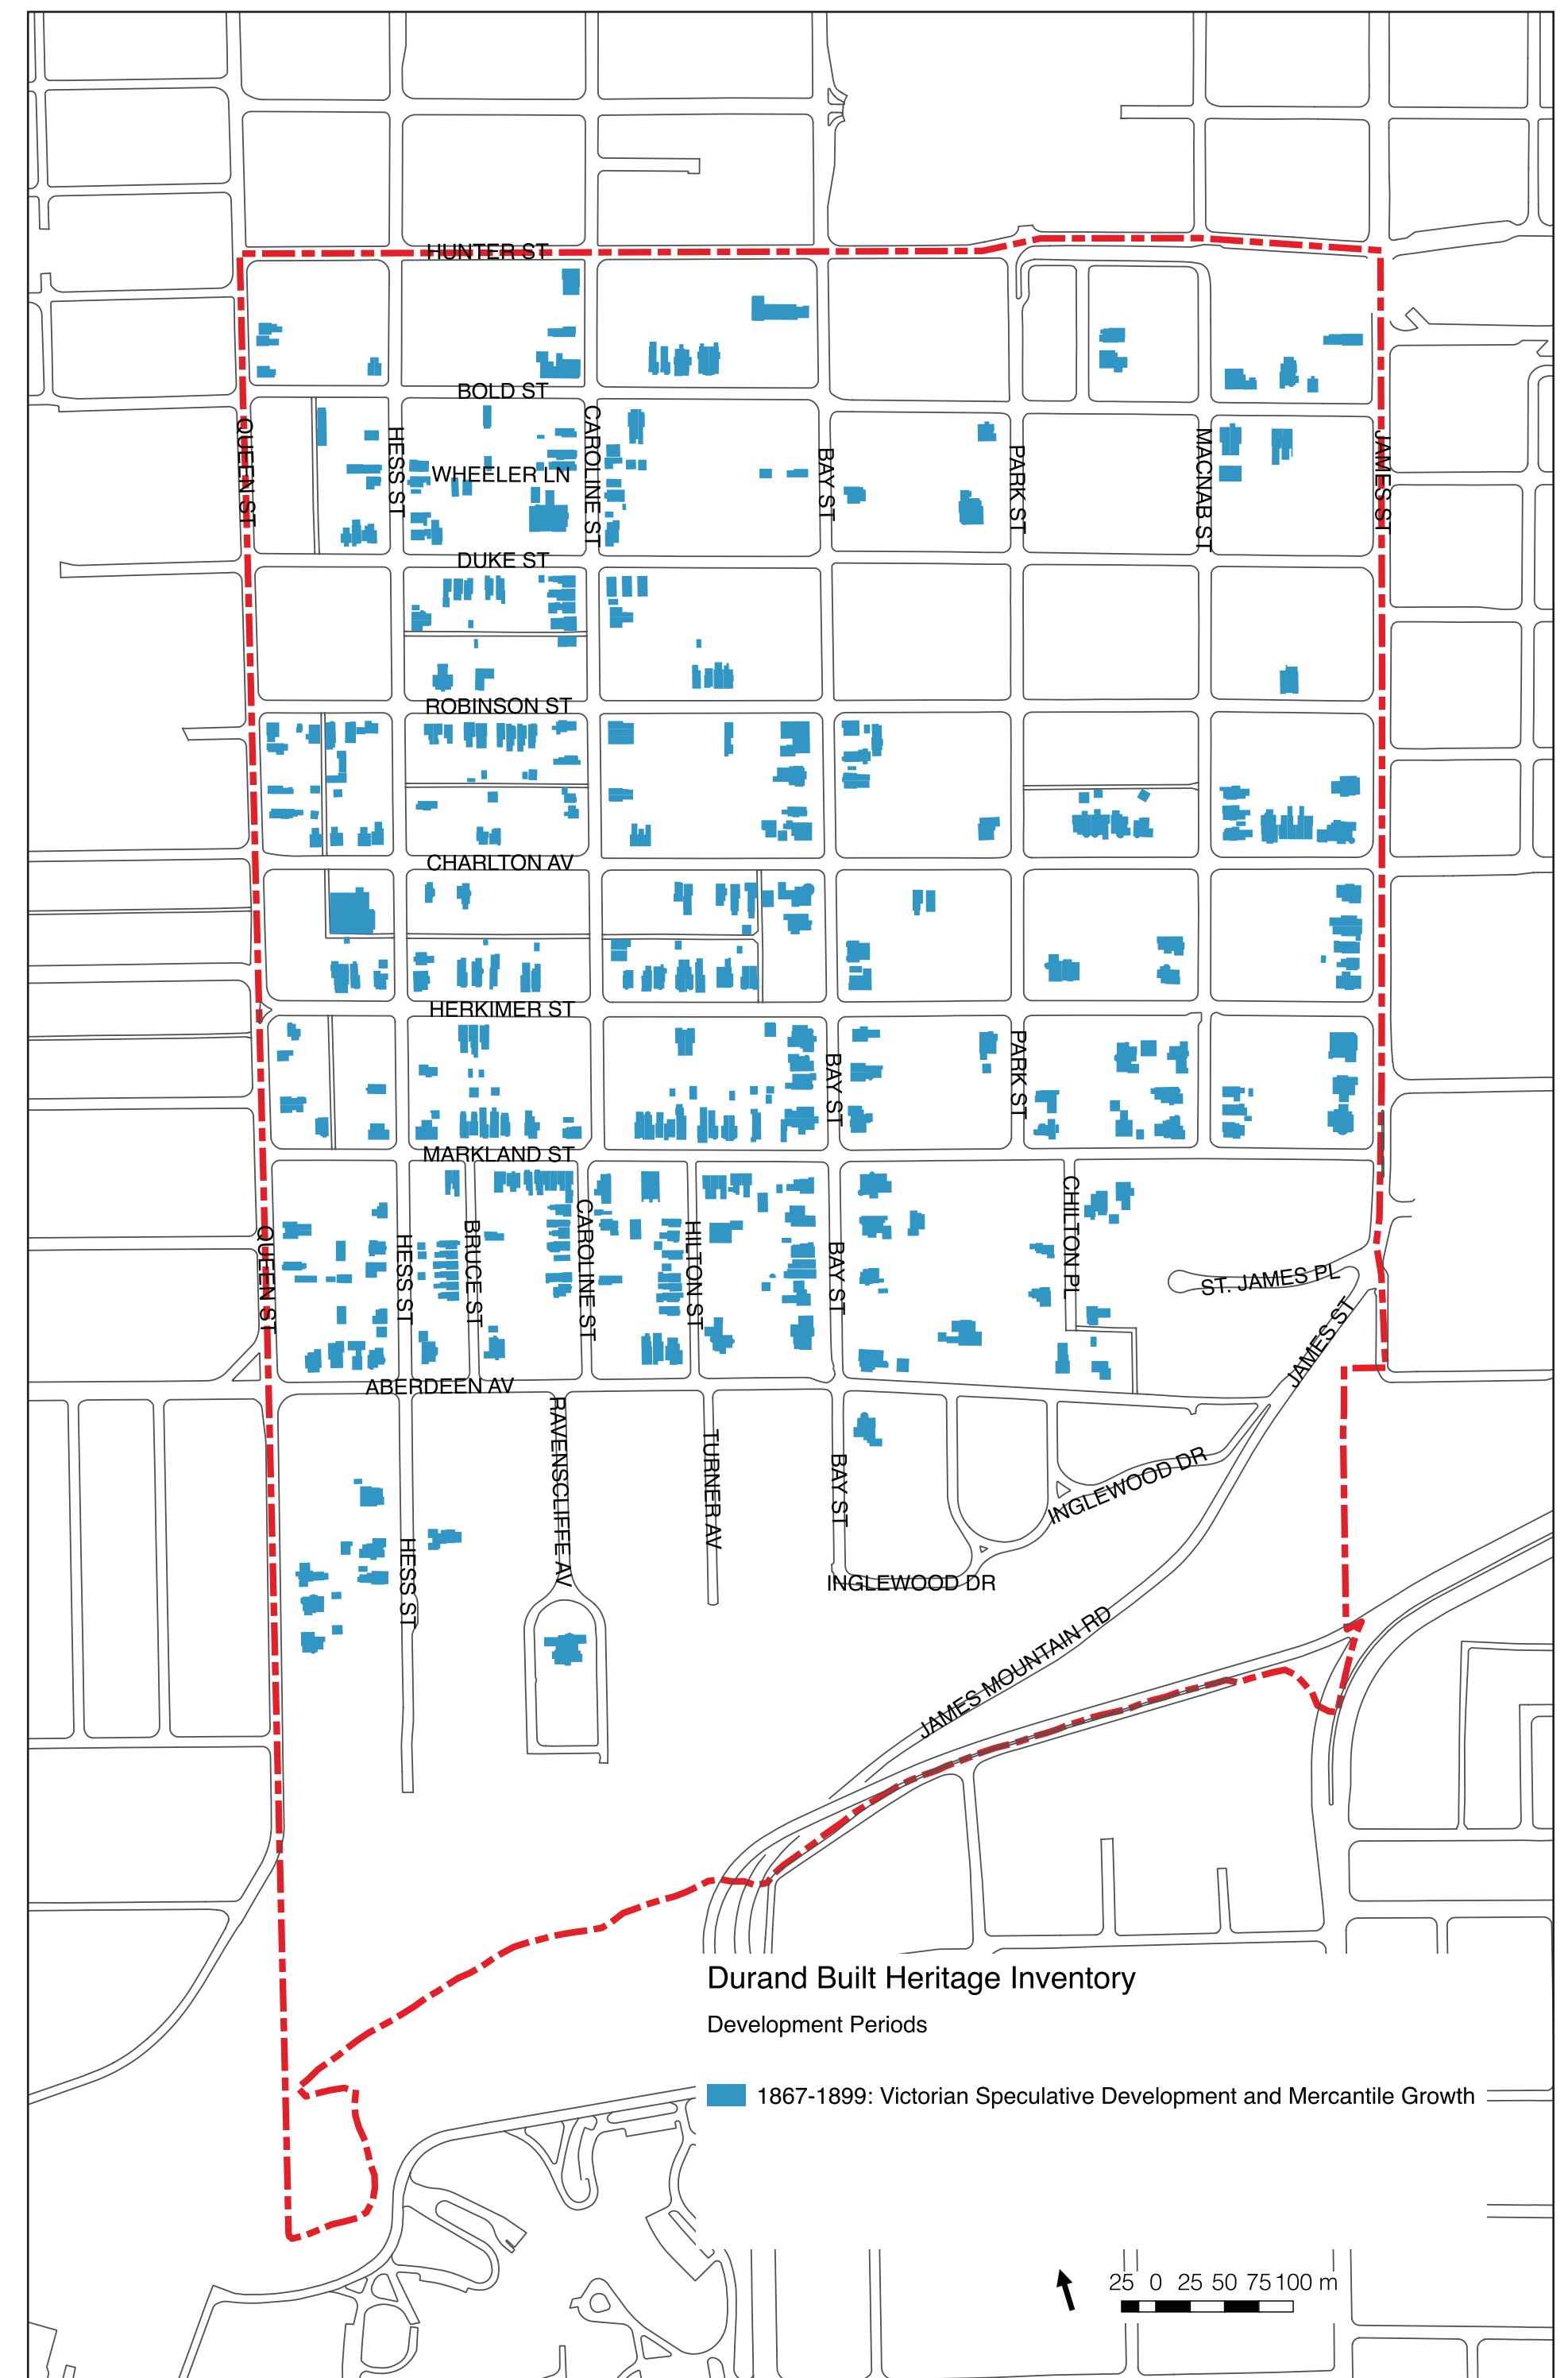 HUNTER ST
BOLD ST
QUEEN ST
HESS ST
WHEELER LN
CAROLINE ST
BAY ST
PARK ST
MACNAB ST
JAMES ST
DUKE ST
ROBINSON ST
CHARLTON AV
HERKIMER ST
BAY ST
PARK ST
MARKLAND ST
QUEEN ST
HESS ST
BRUCE ST
CAROLINE ST
HILTON ST
BAY ST
CHILTON PL
ST. JAMES PL
JAMES ST
ABERDEEN AV
HESS ST
RAVENSCLIFFE AV
TURNER AV
BAY ST
INGLEWOOD DR
INGLEWOOD DR
JAMES MOUNTAIN RD
Durand Built Heritage Inventory
Development Periods
1867-1899: Victorian Speculative Development and Mercantile Growth
25 0 25 50 75 100 m